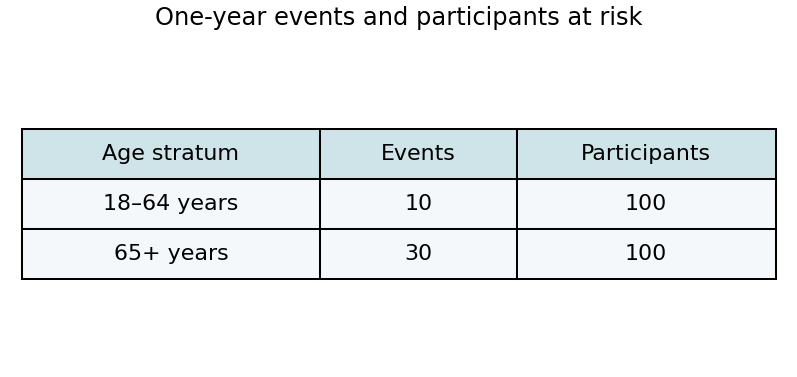 One-year events and participants at risk
Age stratum Events Participants
18–64 years 10 100
65+ years 30 100